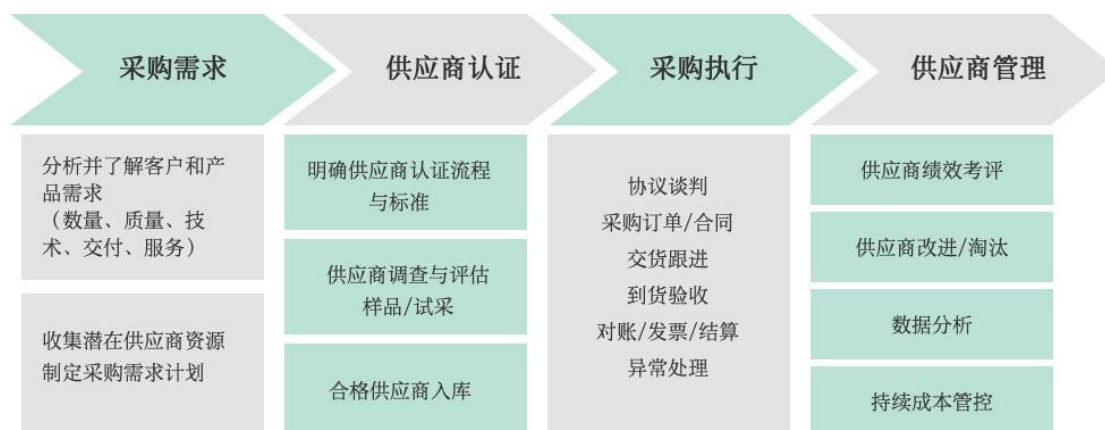 采购需求
供应商认证
采购执行
供应商管理
分析并了解客户和产
品需求
（数量、质量、技
术、交付、服务）
收集潜在供应商资源
制定采购需求计划
明确供应商认证流程
与标准
供应商调查与评估
样品/试采
合格供应商入库
协议谈判
采购订单/合同
交货跟进
到货验收
对账/发票/结算
异常处理
供应商绩效考评
供应商改进/淘汰
数据分析
持续成本管控